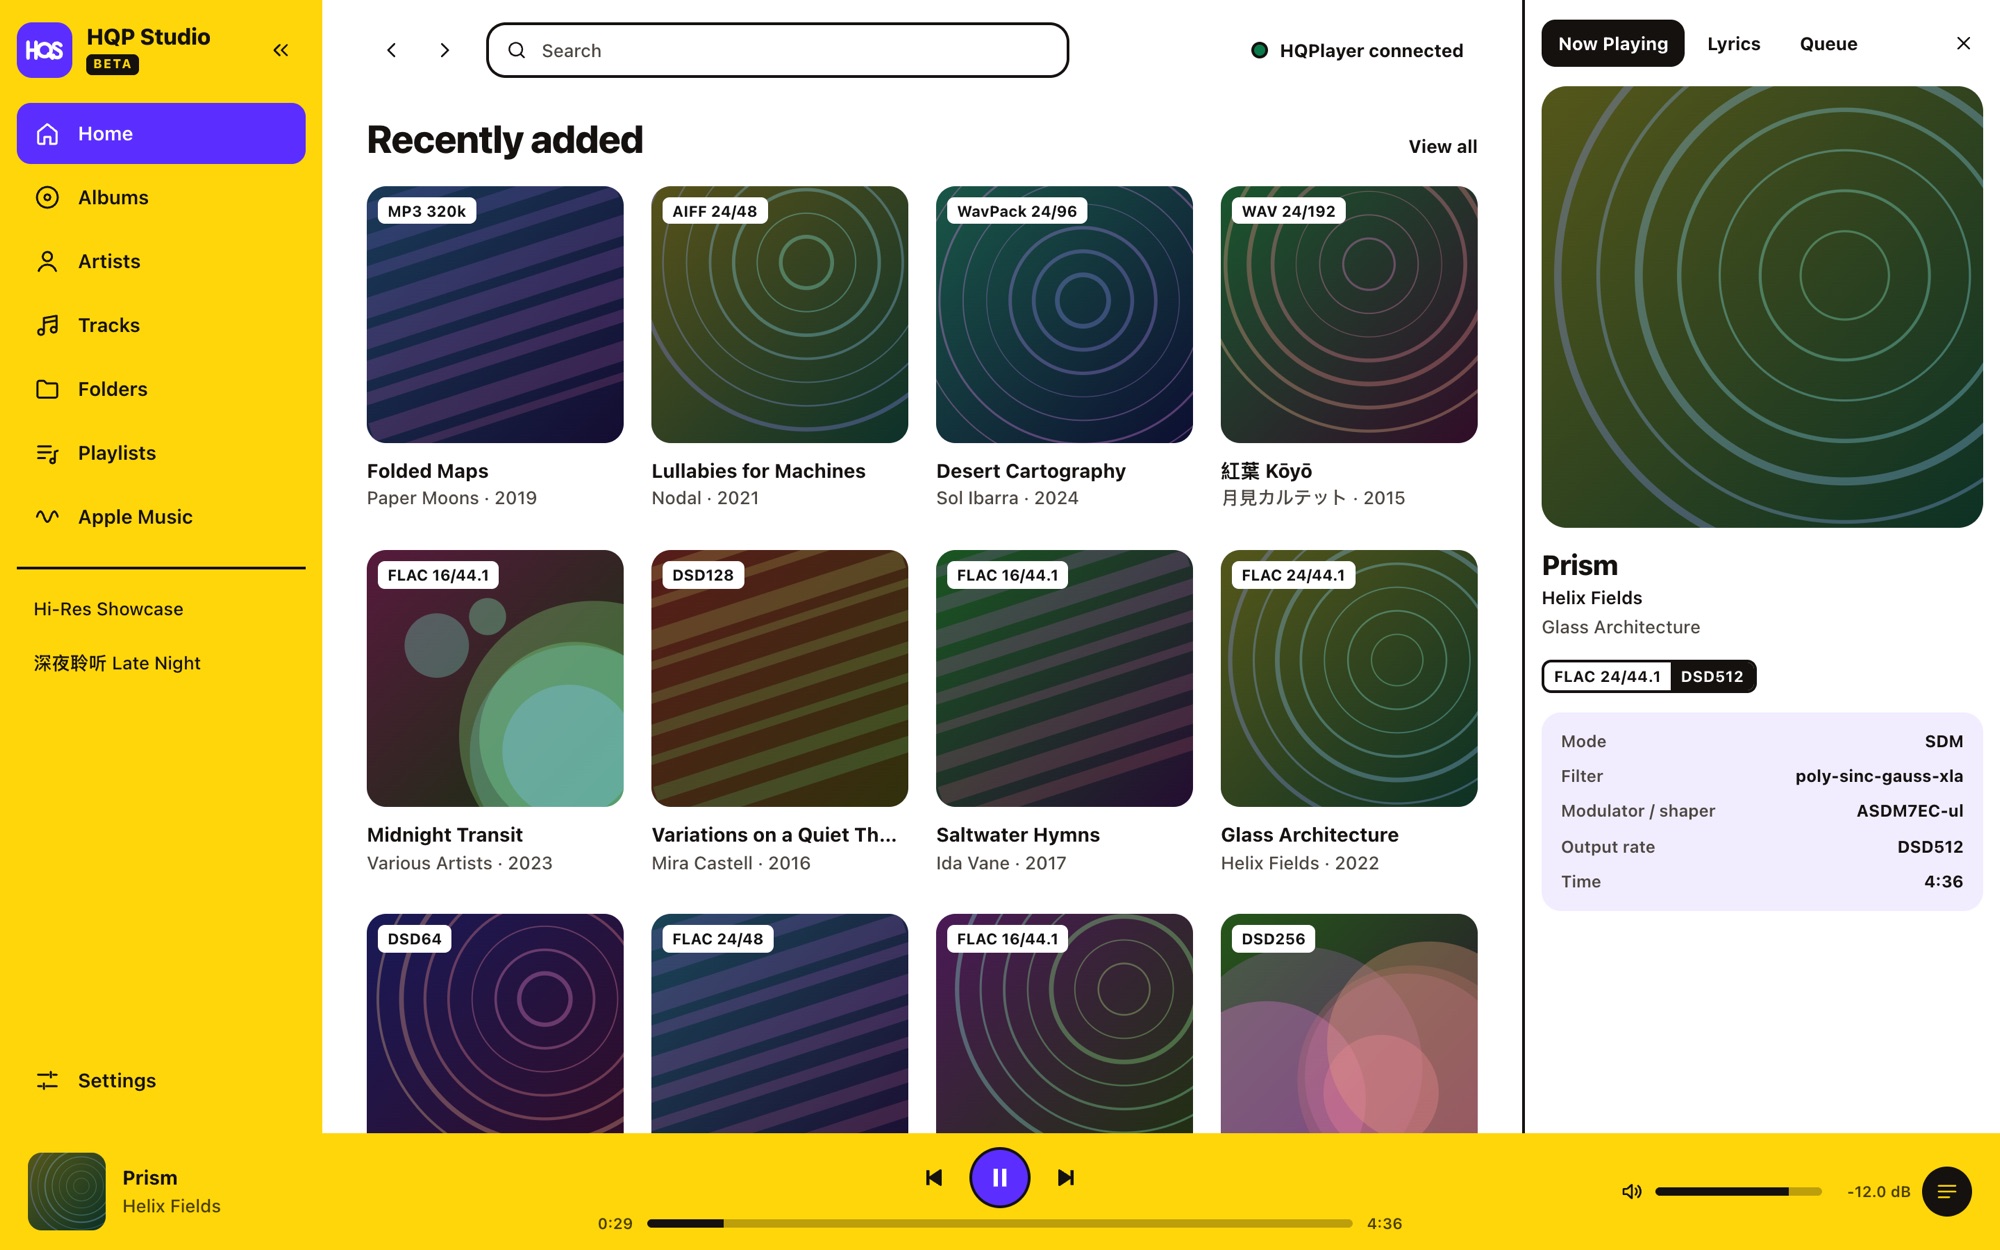 HQS
HQP Studio
BETA
Home
Albums
Artists
Tracks
Folders
Playlists
Apple Music
Hi-Res Showcase
深夜聆听 Late Night
Settings
Search
HQPlayer connected
Recently added
View all
MP3 320k
Folded Maps
Paper Moons · 2019
AIFF 24/48
Lullabies for Machines
Nodal · 2021
WavPack 24/96
Desert Cartography
Sol Ibarra · 2024
WAV 24/192
紅葉 Kōyō
月見カルテット · 2015
FLAC 16/44.1
Midnight Transit
Various Artists · 2023
DSD128
Variations on a Quiet Th...
Mira Castell · 2016
FLAC 16/44.1
Saltwater Hymns
Ida Vane · 2017
FLAC 24/44.1
Glass Architecture
Helix Fields · 2022
DSD64
FLAC 24/48
FLAC 16/44.1
DSD256
Now Playing
Lyrics
Queue
Prism
Helix Fields
Glass Architecture
FLAC 24/44.1 DSD512
Mode SDM
Filter poly-sinc-gauss-xla
Modulator / shaper ASDM7EC-ul
Output rate DSD512
Time 4:36
Prism
Helix Fields
0:29
4:36
-12.0 dB